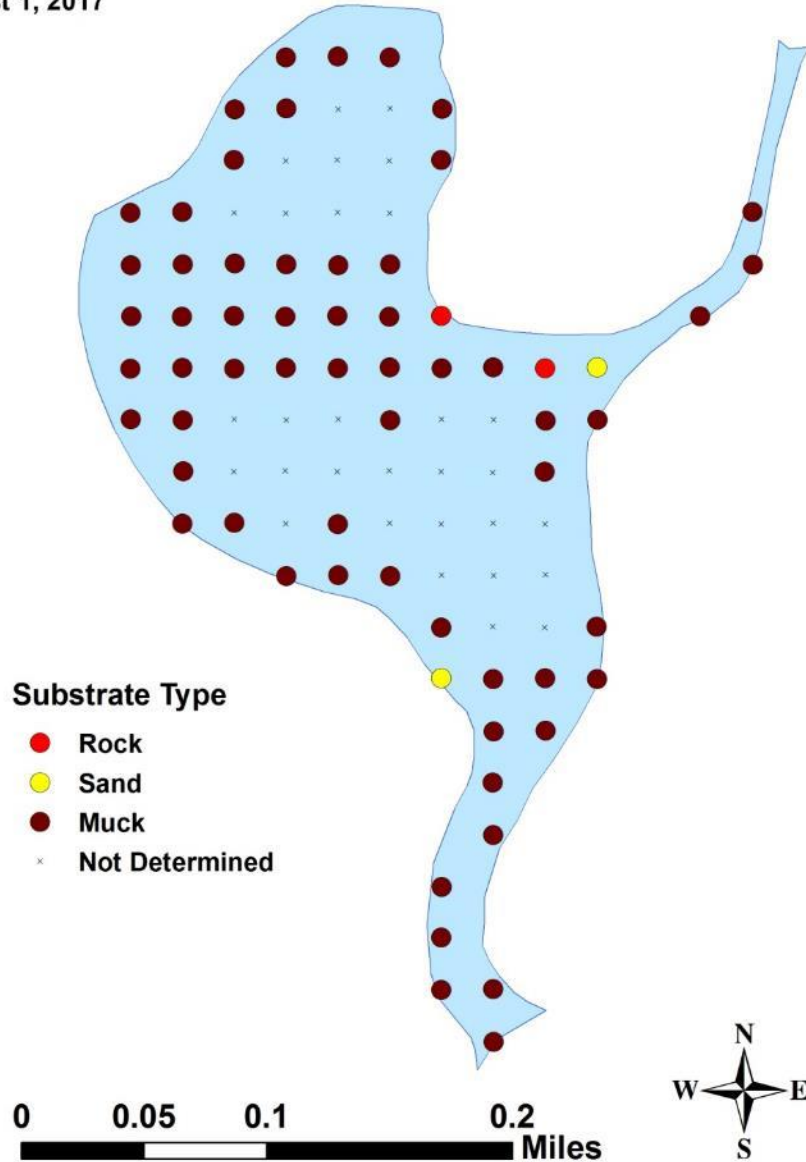 1, 2017
Substrate Type
Rock
Sand
Muck
Not Determined
N
W E
S
0 0.05 0.1 0.2
Miles